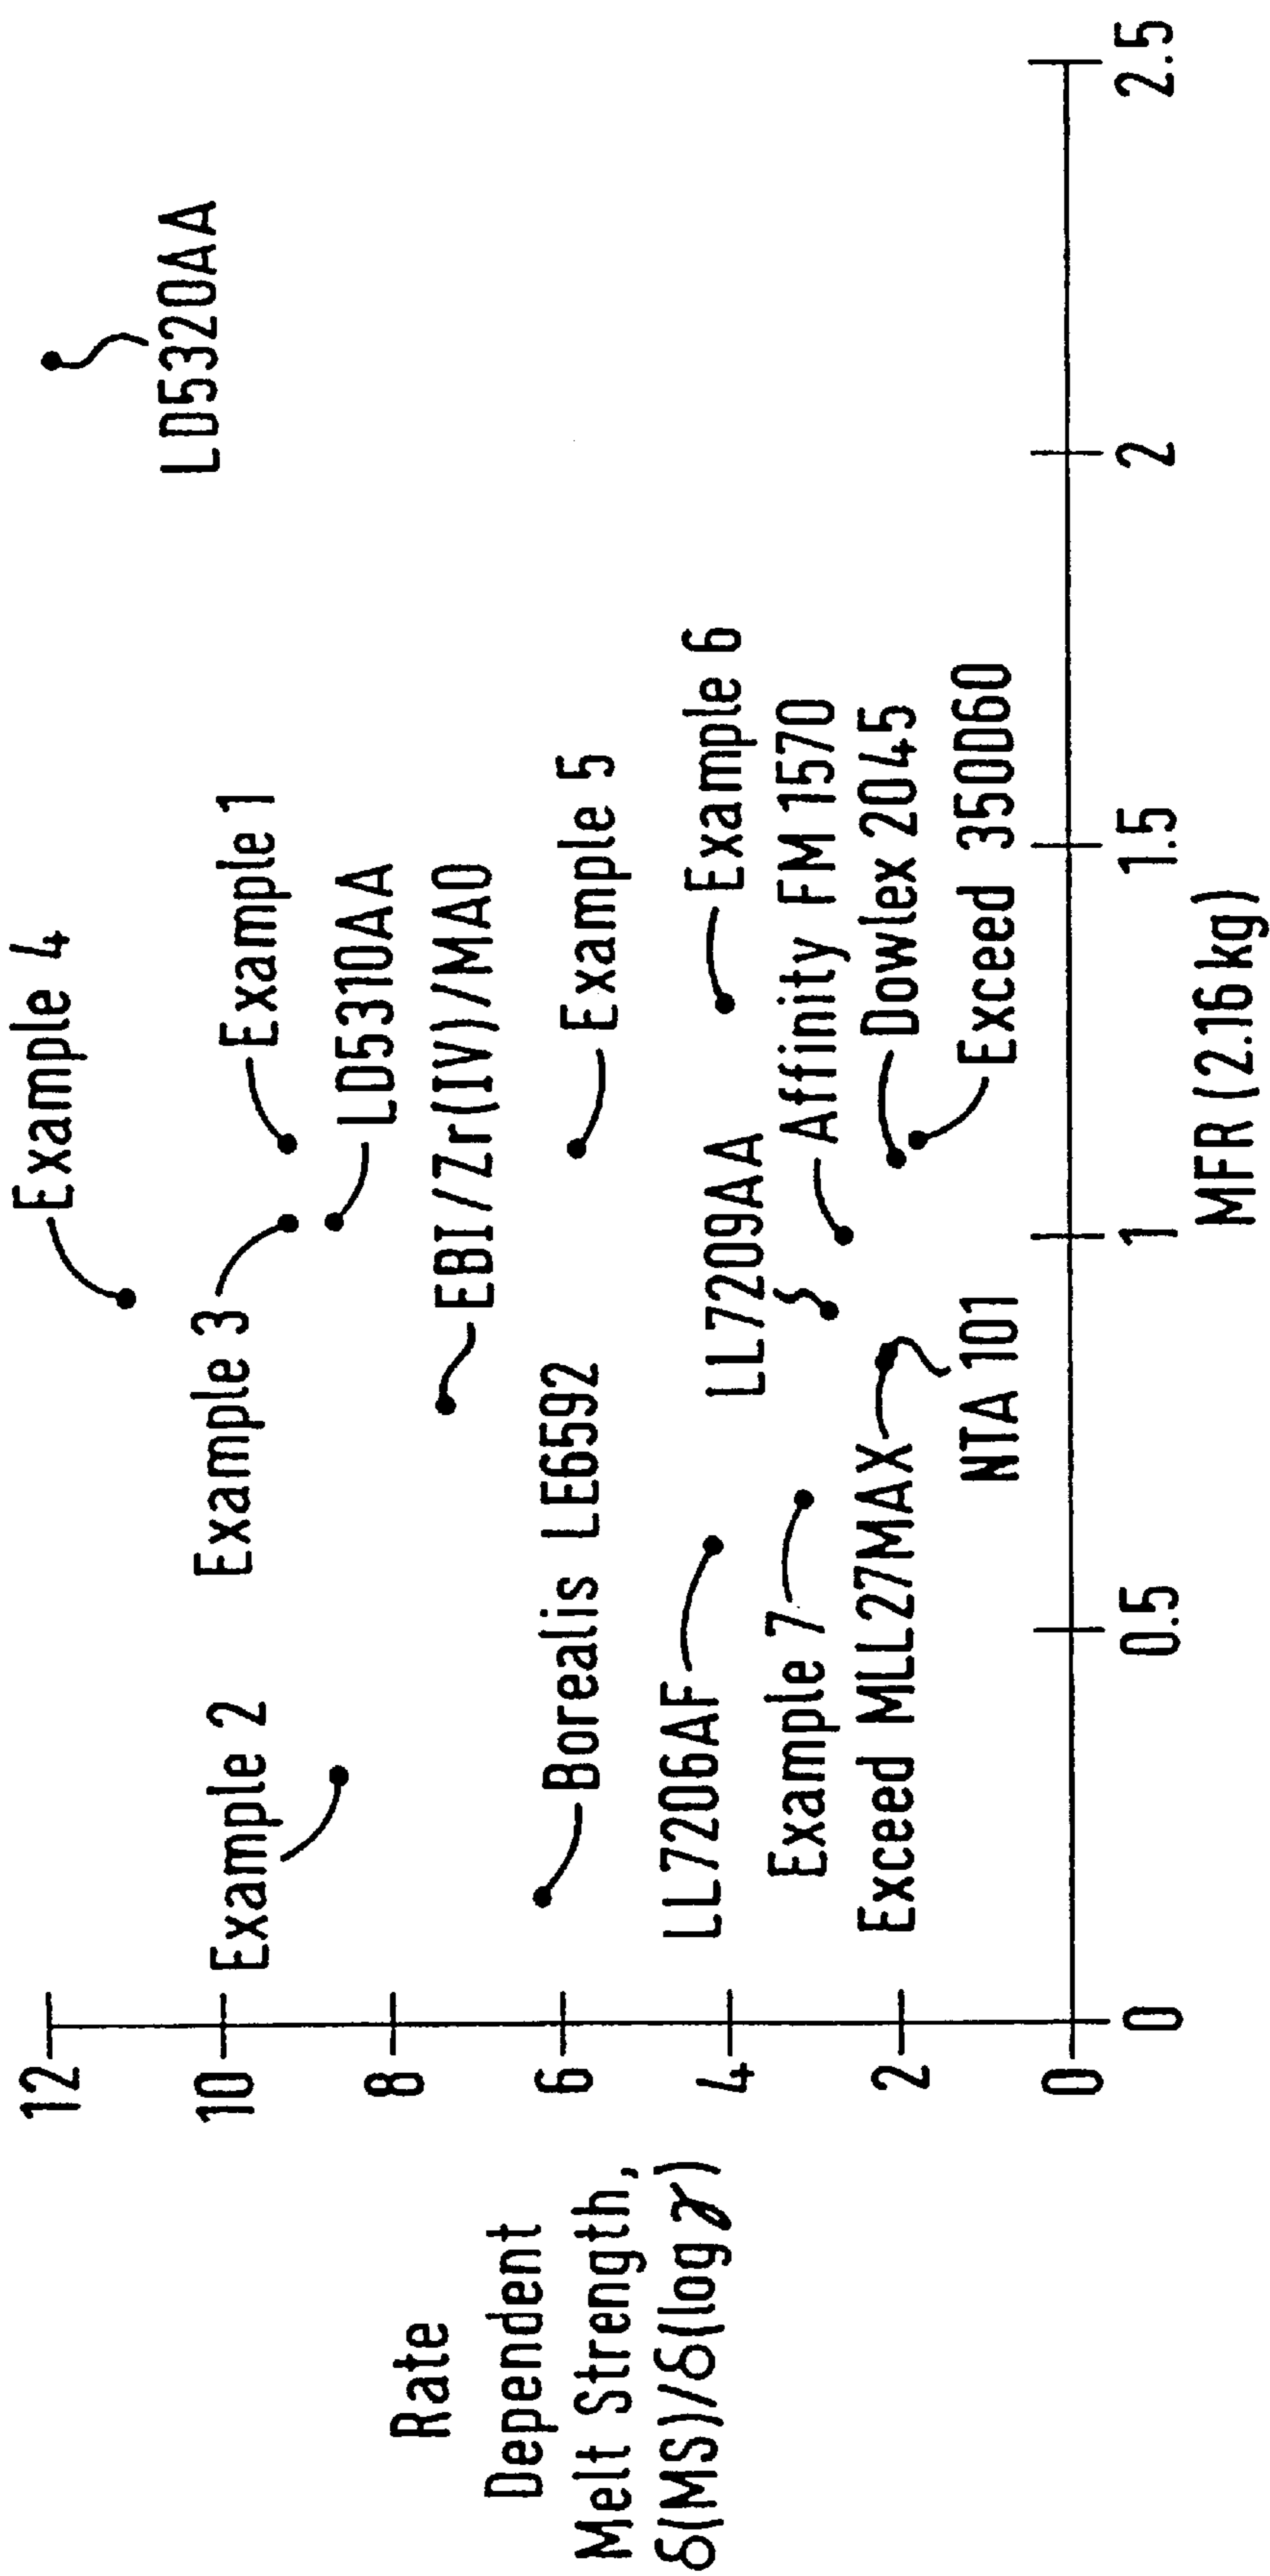 Rate
Dependent
Melt Strength,
δ(MS)/δ(log γ)
12
10
8
6
4
2
0
0
0.5
1
1.5
2
2.5
MFR (2.16 kg)
Example 4
LD5320AA
Example 1
Example 3
Example 2
LD5310AA
EBI/Zr(IV)/MAO
Example 5
Borealis LE6592
Example 6
LL7209AA
LL7206AF
Affinity FM 1570
Example 7
Dowlex 2045
Exceed MLL27MAX
Exceed 350D60
NTA 101